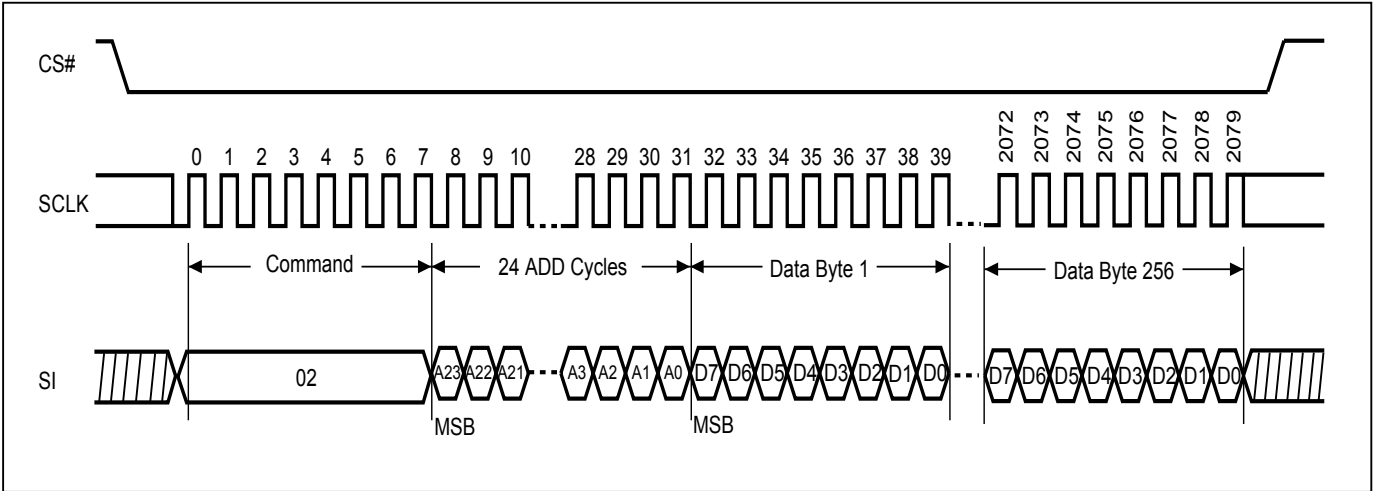 CS#
2072 2073 2074 2075 2076 2077 2078 2079
0 1 2 3 4 5 6 7 8 9 10 28 29 30 31 32 33 34 35 36 37 38 39
SCLK
Command 24 ADD Cycles Data Byte 1 Data Byte 256
SI 02 A23 A22 A21 A3 A2 A1 A0 D7 D6 D5 D4 D3 D2 D1 D0 D7 D6 D5 D4 D3 D2 D1 D0
MSB MSB